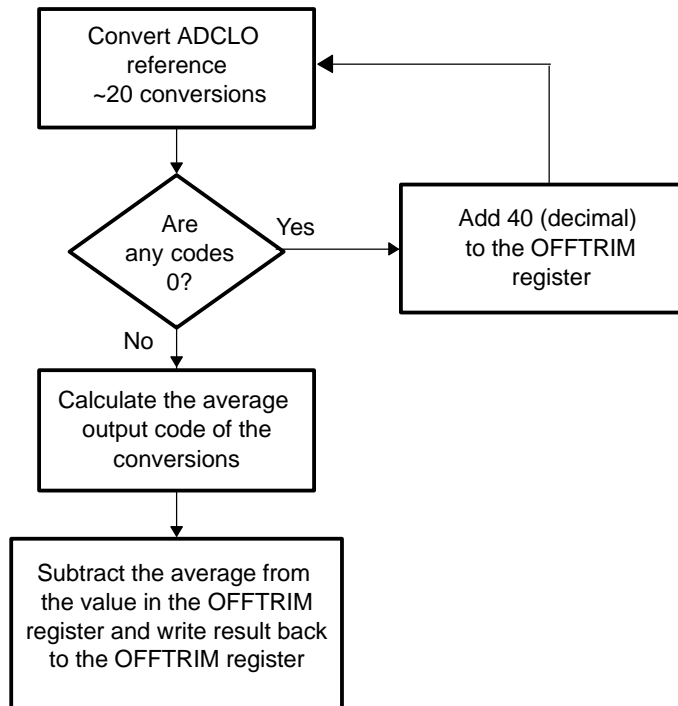 Convert ADCLO
reference
~20 conversions
Are
any codes
0?
Yes
Add 40 (decimal)
to the OFFTRIM
register
No
Calculate the average
output code of the
conversions
Subtract the average from
the value in the OFFTRIM
register and write result back
to the OFFTRIM register